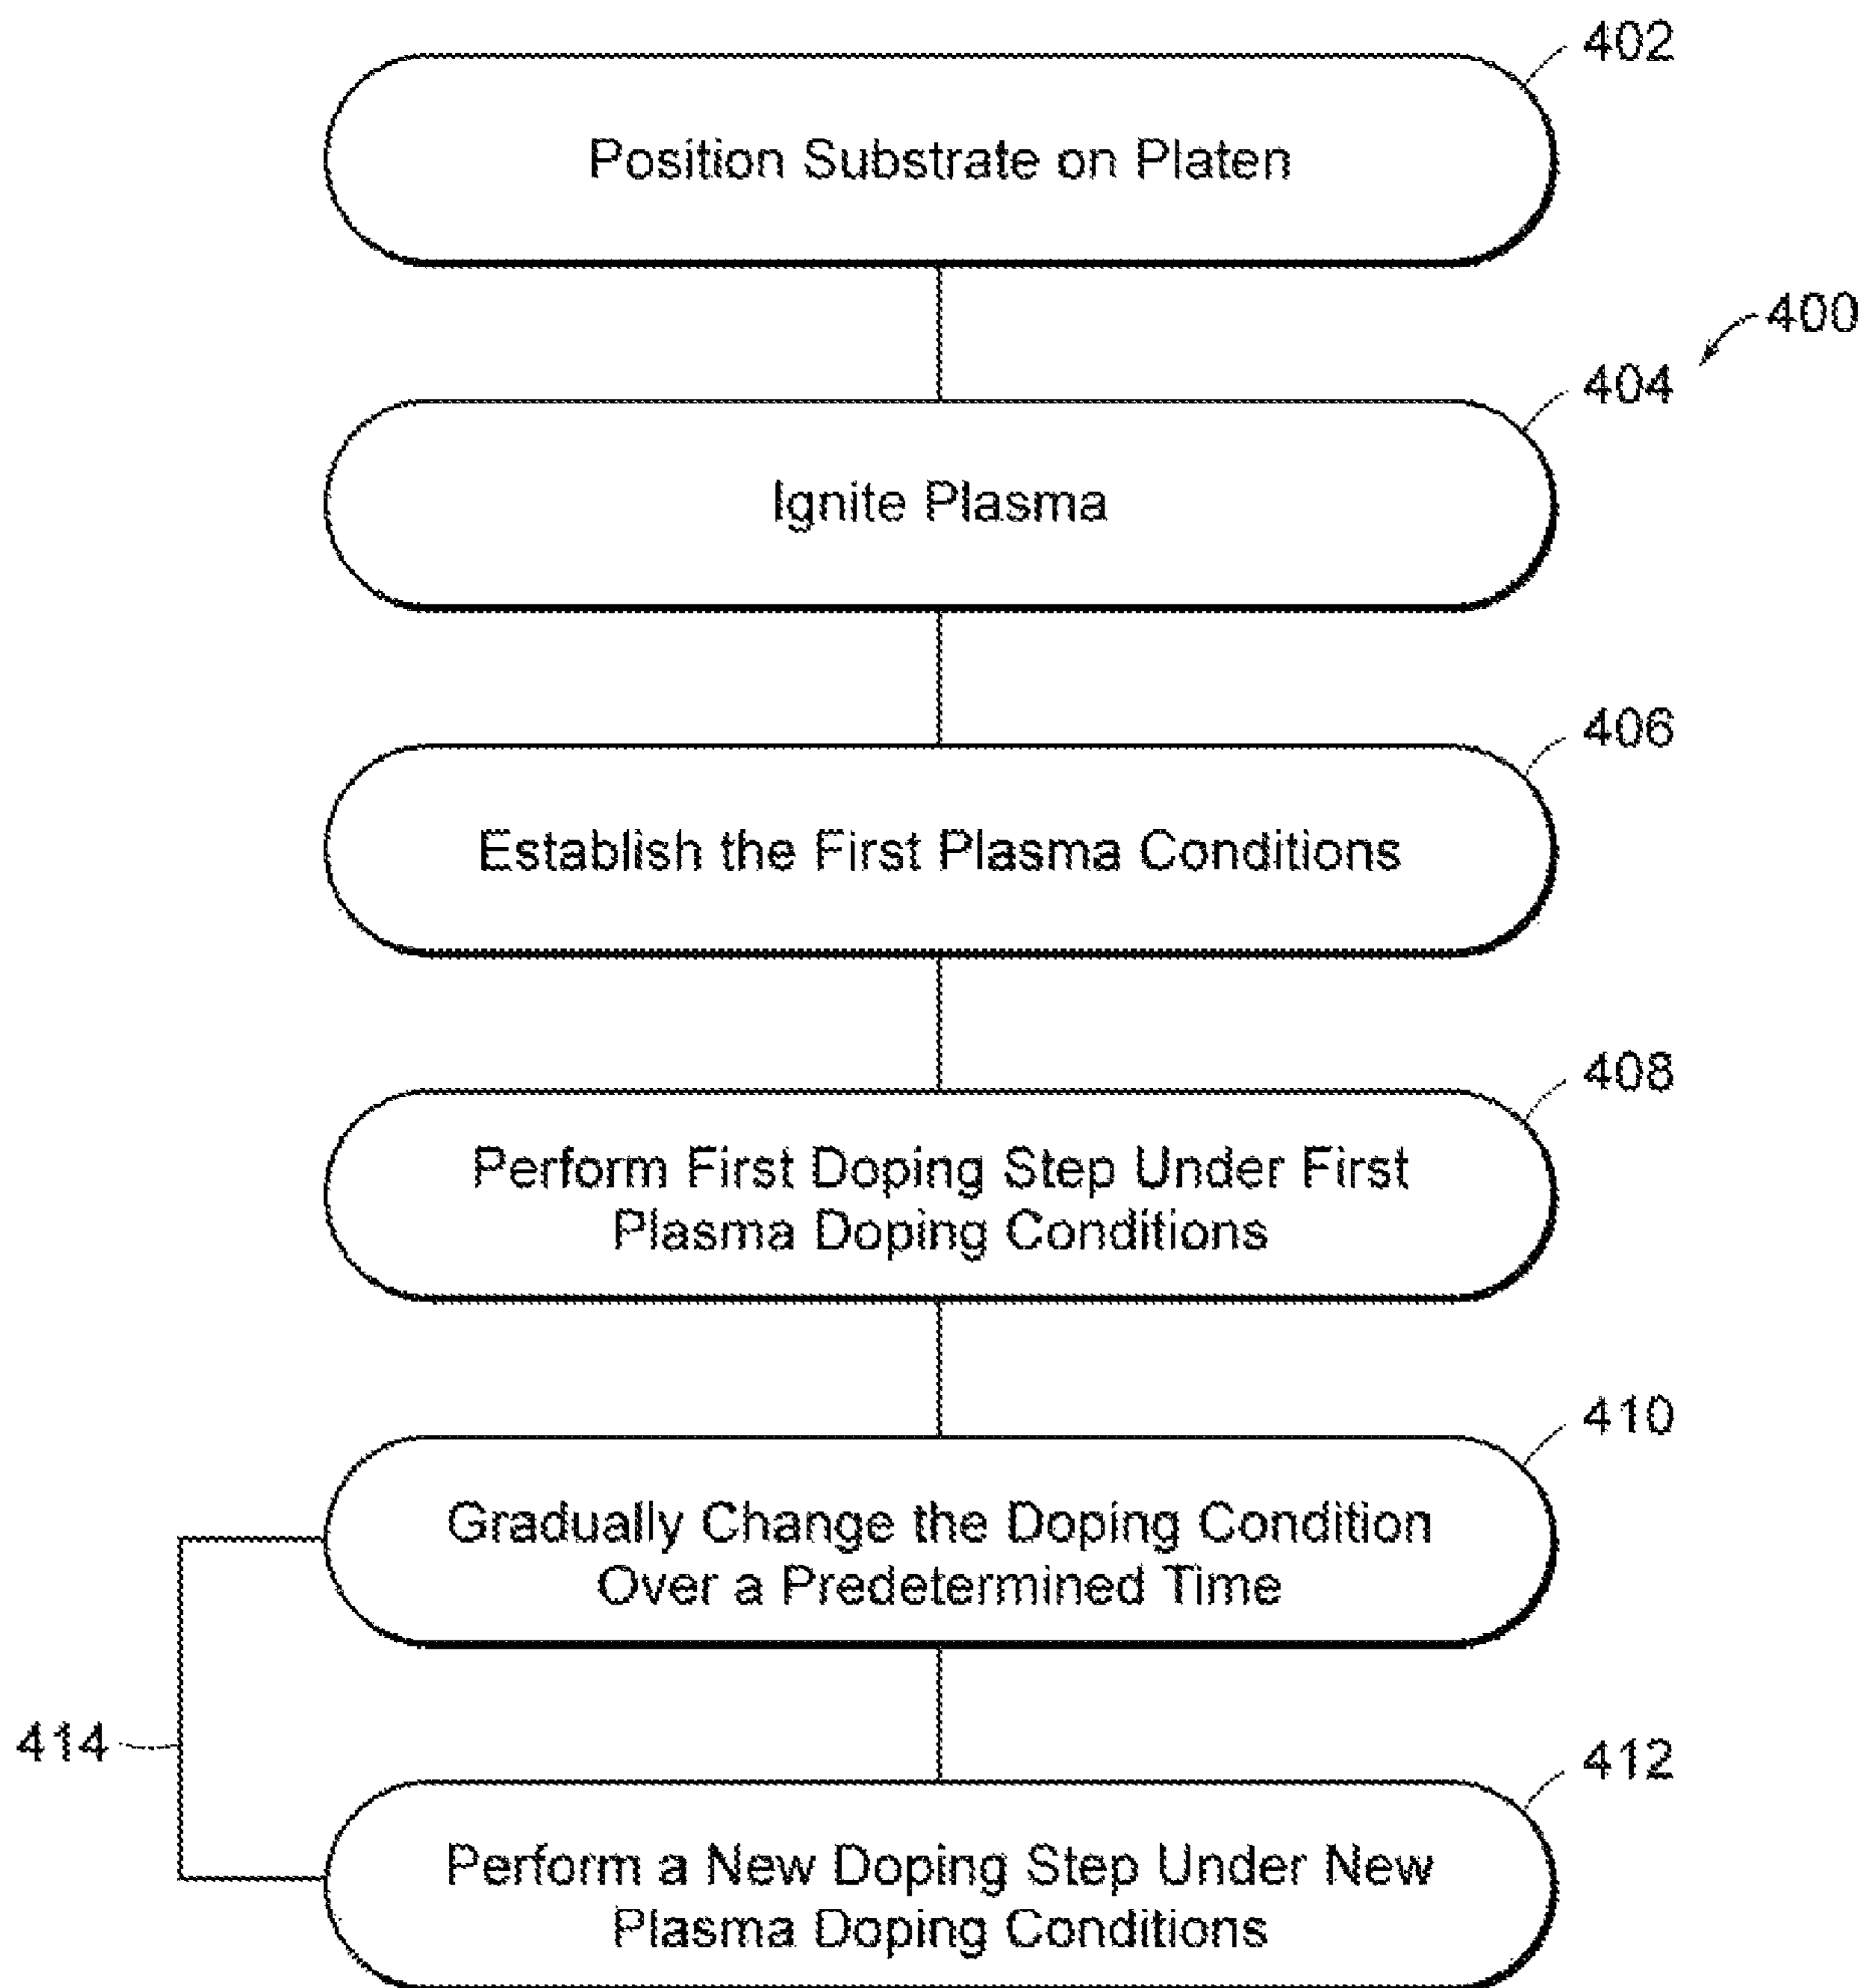 402
Position Substrate on Platen
400
404
Ignite Plasma
406
Establish the First Plasma Conditions
408
Perform First Doping Step Under First
Plasma Doping Conditions
410
Gradually Change the Doping Condition
Over a Predetermined Time
414
412
Perform a New Doping Step Under New
Plasma Doping Conditions